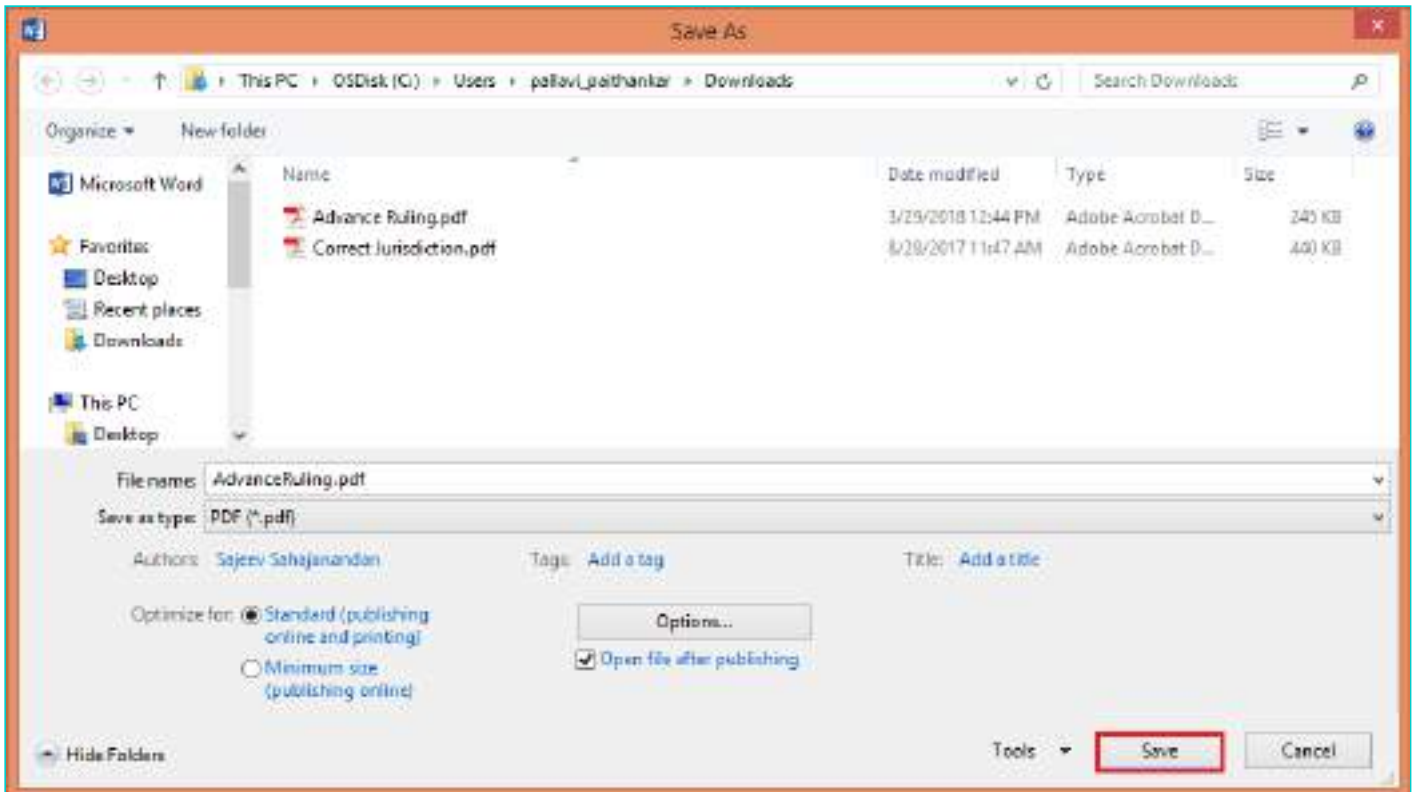 Save As
This PC OSDisk (C:) Users pallavi_paithankar Downloads Search Downloads
Organize New folder
Name Date modified Type Size
Microsoft Word
Advance Ruling.pdf 3/29/2018 12:44 PM Adobe Acrobat D... 245 KB
Favorites Correct Jurisdiction.pdf 8/28/2017 11:47 AM Adobe Acrobat D... 440 KB
Desktop
Recent places
Downloads
This PC
Desktop
File name: AdvanceRuling.pdf
Save as type: PDF (*.pdf)
Authors: Sajeev Sahajanandan Tags: Add a tag Title: Add a title
Optimize for: Standard (publishing
online and printing)
Options...
Minimum size
(publishing online)
Open file after publishing
Hide Folders Tools Save Cancel